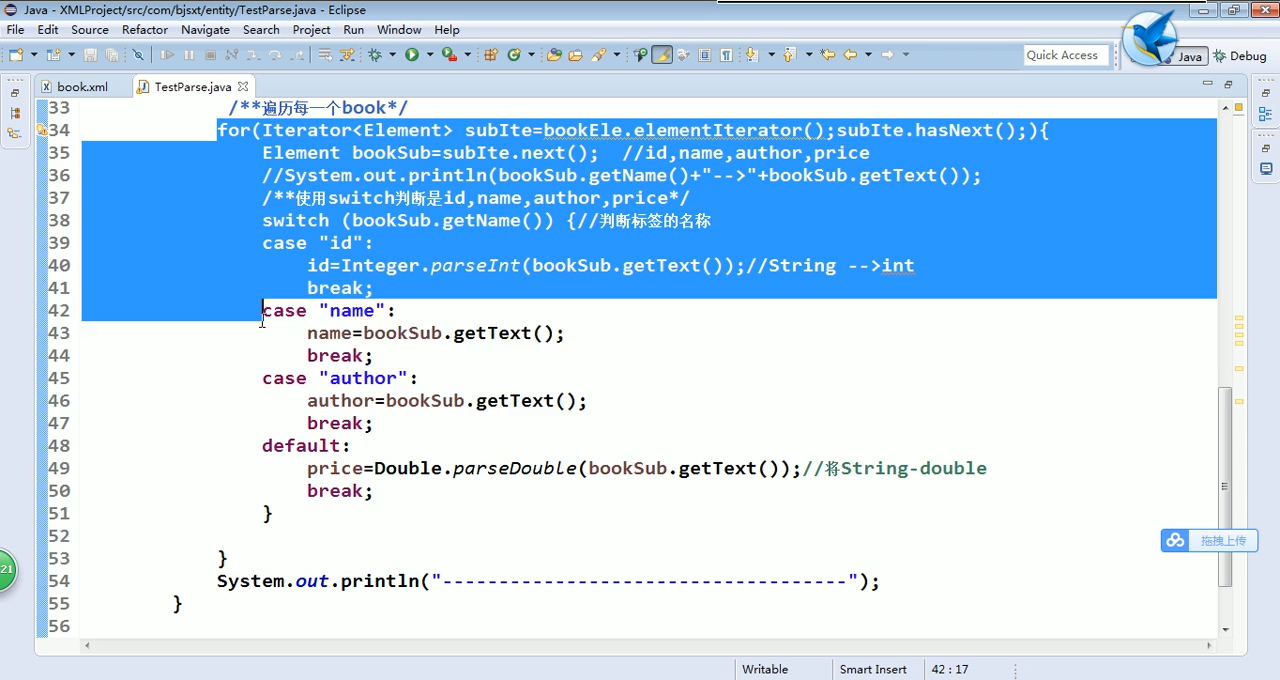 Java - XMLProject/src/com/bjsxt/entity/TestParse.java - Eclipse
File Edit Source Refactor Navigate Search Project Run Window Help
Quick Access Java Debug
book.xml TestParse.java
33 /**遍历每一个book*/
34 for(Iterator<Element> subIte=bookEle.elementIterator();subIte.hasNext();){
35 Element bookSub=subIte.next(); //id,name,author,price
36 //System.out.println(bookSub.getName()+"-->"+bookSub.getText());
37 /**使用switch判断是id,name,author,price*/
38 switch (bookSub.getName()) {//判断标签的名称
39 case "id":
40 id=Integer.parseInt(bookSub.getText());//String -->int
41 break;
42 case "name":
43 name=bookSub.getText();
44 break;
45 case "author":
46 author=bookSub.getText();
47 break;
48 default:
49 price=Double.parseDouble(bookSub.getText());//将String-double
50 break;
51 }
52
53 }
54 System.out.println("------------------------------------");
55 }
56
拖拽上传
21
Writable Smart Insert 42 : 17